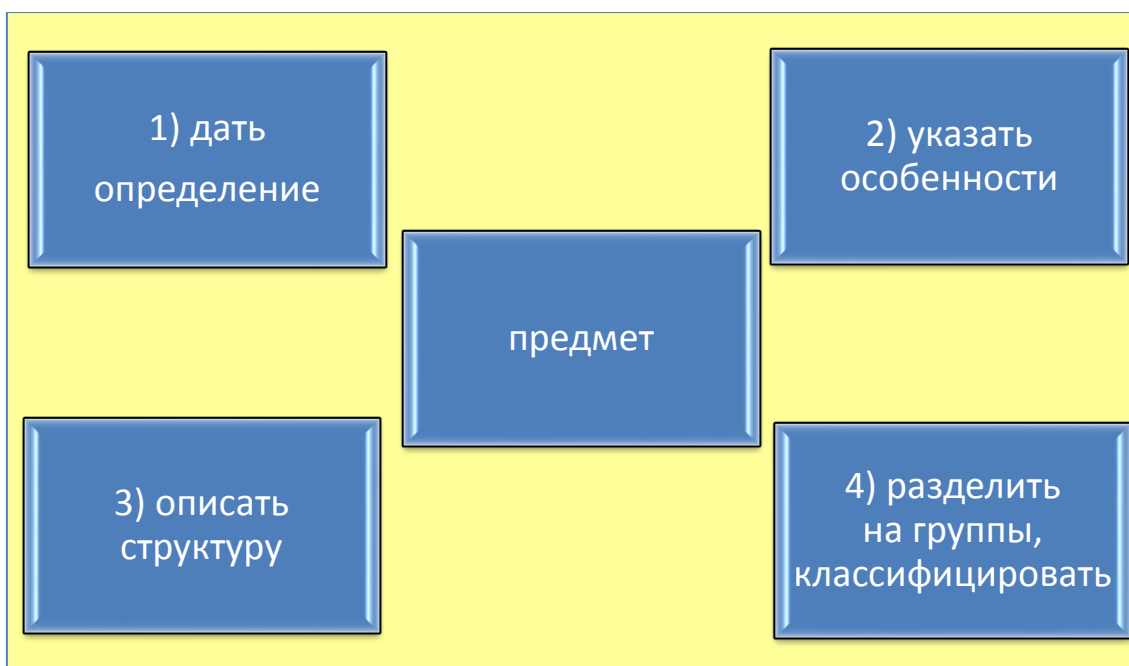 1) дать
определение
2) указать
особенности
предмет
3) описать
структуру
4) разделить
на группы,
классифицировать